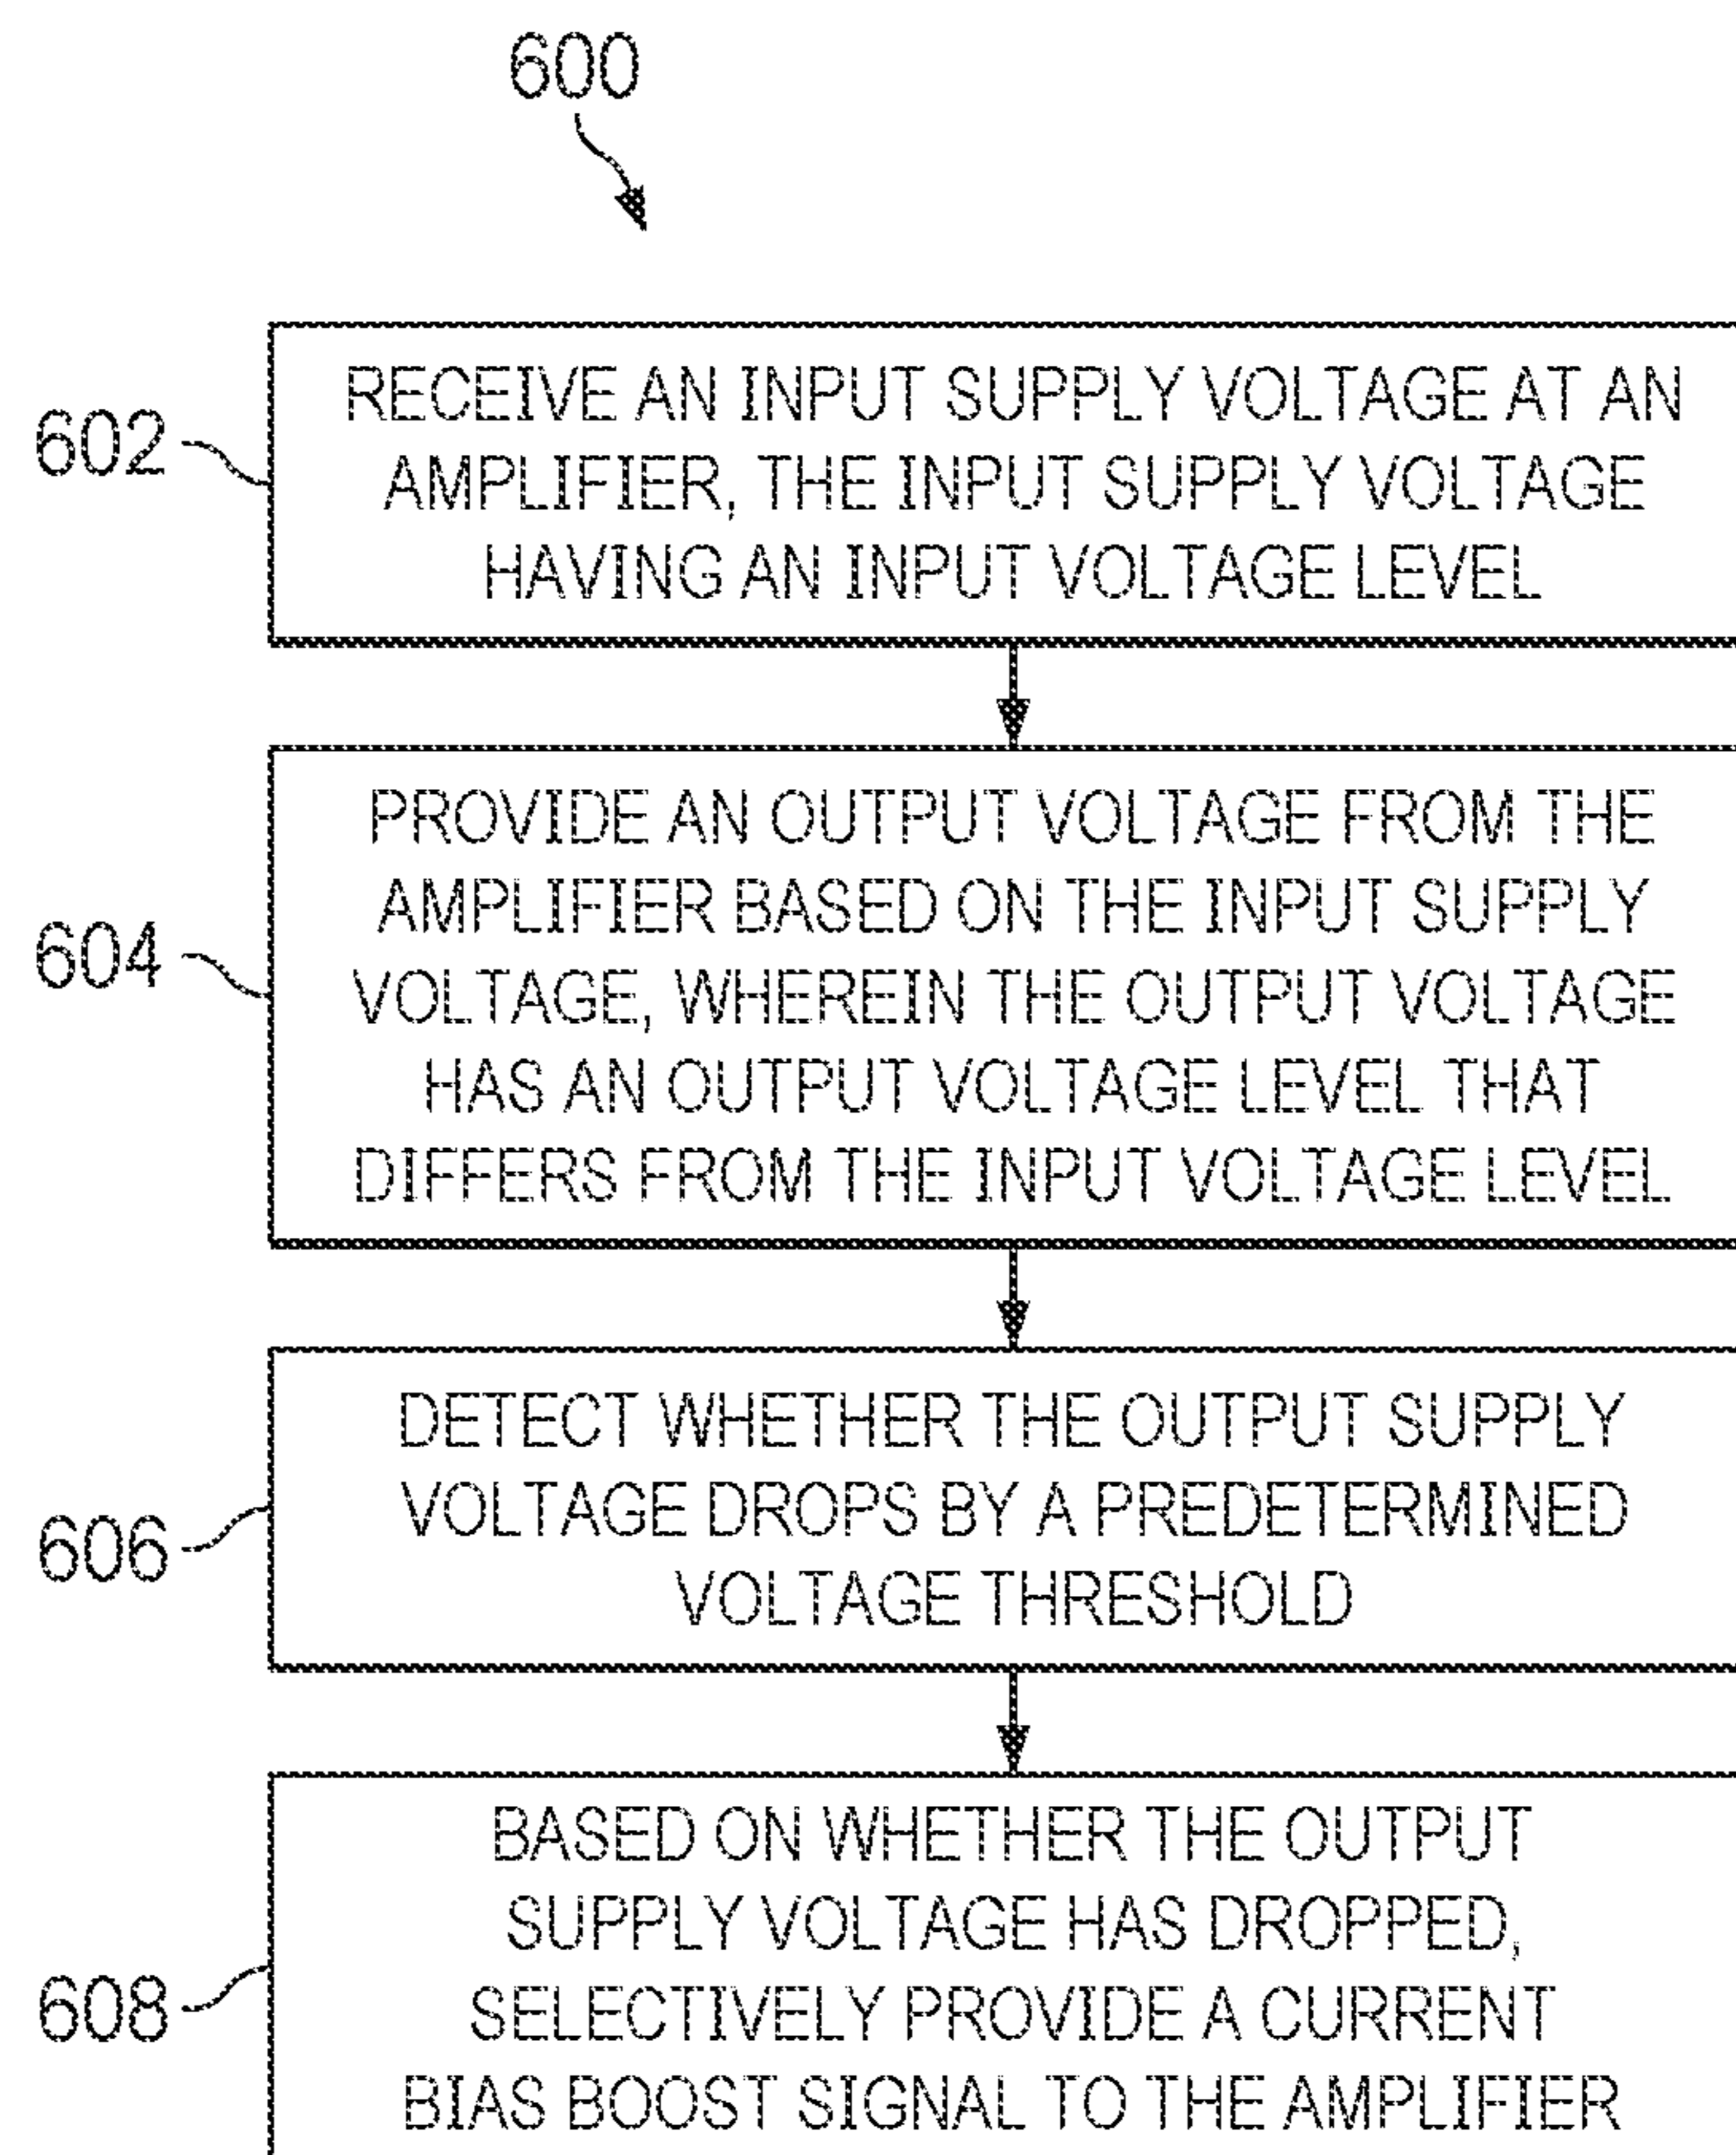 600
602
RECEIVE AN INPUT SUPPLY VOLTAGE AT AN
AMPLIFIER, THE INPUT SUPPLY VOLTAGE
HAVING AN INPUT VOLTAGE LEVEL
604
PROVIDE AN OUTPUT VOLTAGE FROM THE
AMPLIFIER BASED ON THE INPUT SUPPLY
VOLTAGE, WHEREIN THE OUTPUT VOLTAGE
HAS AN OUTPUT VOLTAGE LEVEL THAT
DIFFERS FROM THE INPUT VOLTAGE LEVEL
606
DETECT WHETHER THE OUTPUT SUPPLY
VOLTAGE DROPS BY A PREDETERMINED
VOLTAGE THRESHOLD
608
BASED ON WHETHER THE OUTPUT
SUPPLY VOLTAGE HAS DROPPED,
SELECTIVELY PROVIDE A CURRENT
BIAS BOOST SIGNAL TO THE AMPLIFIER